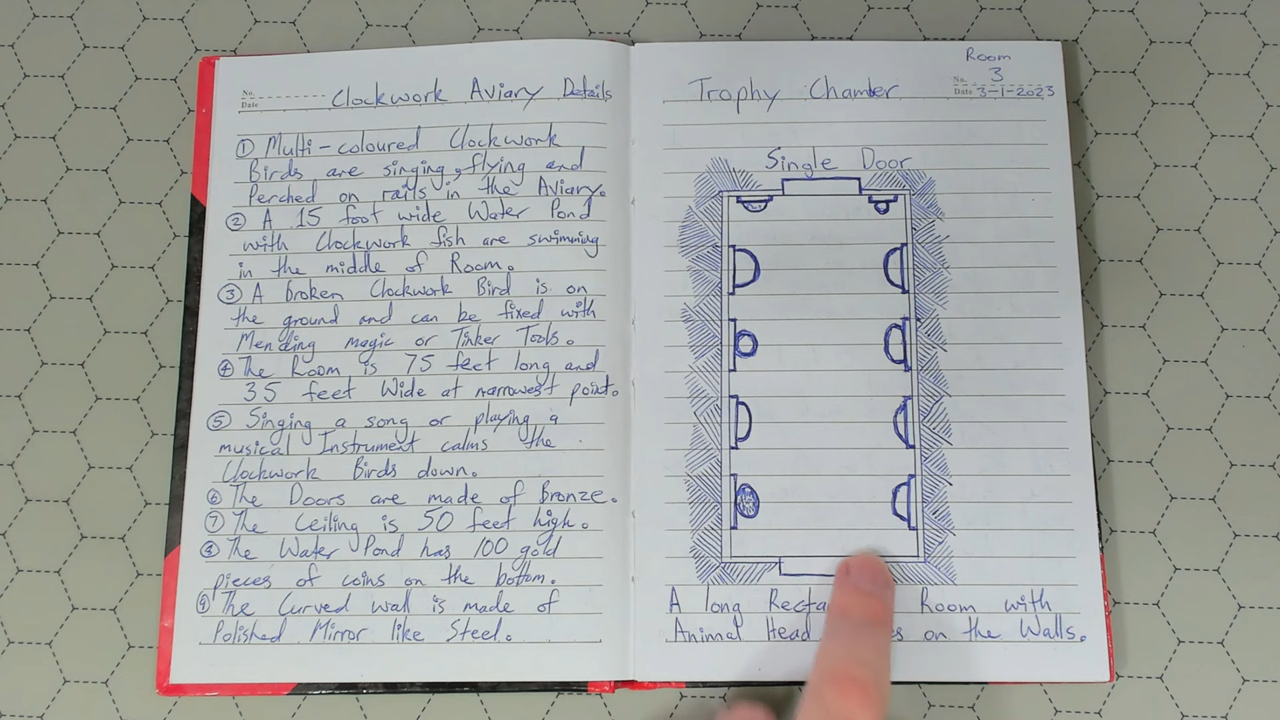 No.
Date
Clockwork Aviary Details
① Multi-coloured Clockwork
Birds are singing, flying and
Perched on rails in the Aviary.
② A 15 foot wide Water Pond
with Clockwork fish are swimming
in the middle of Room.
③ A broken Clockwork Bird is on
the ground and can be fixed with
Mending magic or Tinker Tools.
④ The Room is 75 feet long and
35 feet Wide at narrowest point.
⑤ Singing a song or playing a
musical Instrument calms the
Clockwork Birds down.
⑥ The Doors are made of Bronze.
⑦ The Ceiling is 50 feet high.
⑧ The Water Pond has 100 gold
pieces of coins on the bottom.
⑨ The Curved wall is made of
Polished Mirror like Steel.
Room
No. 3
Date 3-1-2023
Trophy Chamber
Single Door
A long Room with
Animal Head on the Walls.